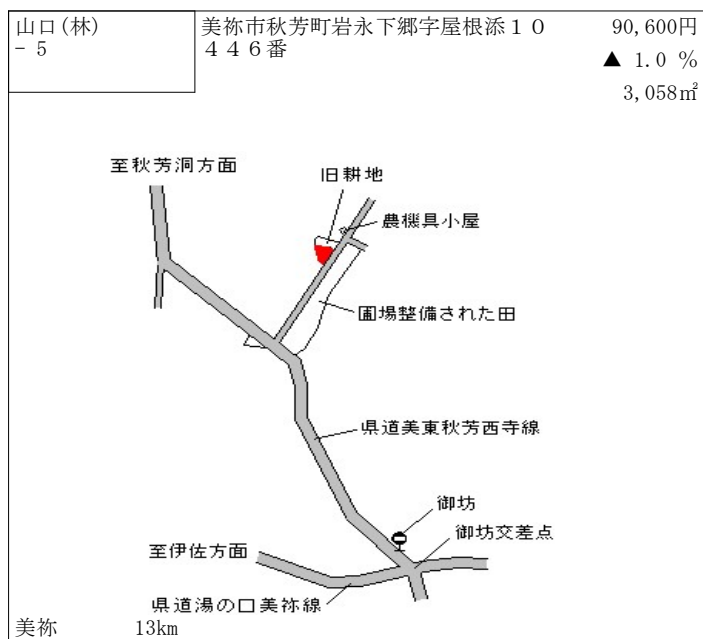 山口(林)
- 5
美祢市秋芳町岩永下郷字屋根添１０
４４６番
90,600円
▲ 1.0 %
3,058㎡
至秋芳洞方面
旧耕地
農機具小屋
圃場整備された田
県道美東秋芳西寺線
御坊
御坊交差点
至伊佐方面
県道湯の口美祢線
美祢 13km